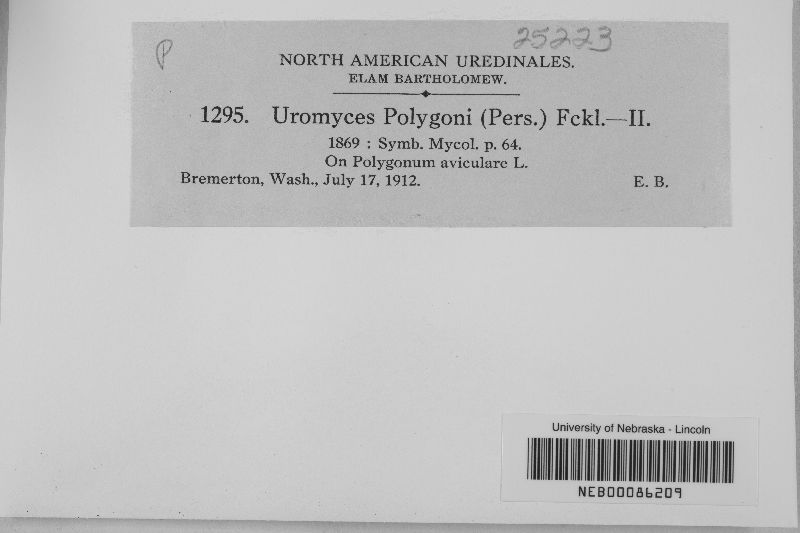 25223
P
NORTH AMERICAN UREDINALES.
ELAM BARTHOLOMEW.
1295. Uromyces Polygoni (Pers.) Fckl.—II.
1869 : Symb. Mycol. p. 64.
On Polygonum aviculare L.
Bremerton, Wash., July 17, 1912. E. B.
University of Nebraska - Lincoln
NEB00086209